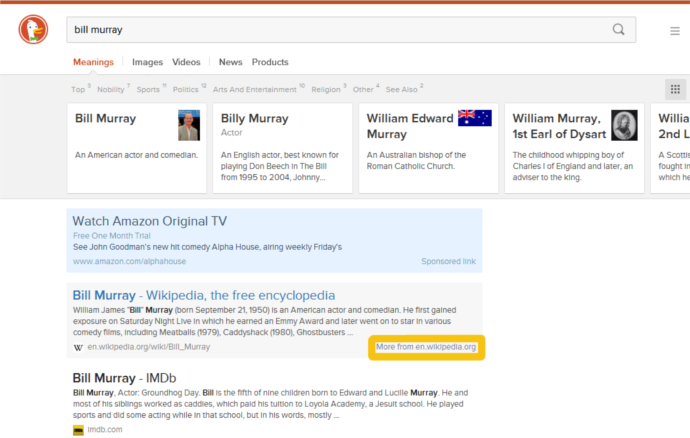 bill murray
Meanings Images Videos News Products
Top 3 Nobility 7 Sports 11 Politics 12 Arts And Entertainment 10 Religion 3 Other 4 See Also 2
Bill Murray
An American actor and comedian.
Billy Murray
Actor
An English actor, best known for
playing Don Beech in The Bill
from 1995 to 2004, Johnny...
William Edward
Murray
An Australian bishop of the
Roman Catholic Church.
William Murray,
1st Earl of Dysart
The childhood whipping boy of
Charles I of England and later, an
adviser to the king.
Willia
2nd L
A Scottis
fought in
which he
Watch Amazon Original TV
Free One Month Trial
See John Goodman's new hit comedy Alpha House, airing weekly Friday's
www.amazon.com/alphahouse Sponsored link
Bill Murray - Wikipedia, the free encyclopedia
William James "Bill" Murray (born September 21, 1950) is an American actor and comedian. He first gained
exposure on Saturday Night Live in which he earned an Emmy Award and later went on to star in various
comedy films, including Meatballs (1979), Caddyshack (1980), Ghostbusters ...
W en.wikipedia.org/wiki/Bill_Murray More from en.wikipedia.org
Bill Murray - IMDb
Bill Murray, Actor: Groundhog Day. Bill is the fifth of nine children born to Edward and Lucille Murray. He and
most of his siblings worked as caddies, which paid his tuition to Loyola Academy, a Jesuit school. He played
sports and did some acting while in that school, but in his words, mostly ...
imdb.com